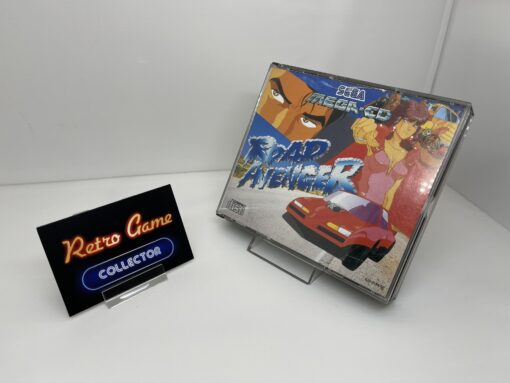 Retro Game
COLLECTOR
SEGA
MEGA-CD
ROAD
AVENGER